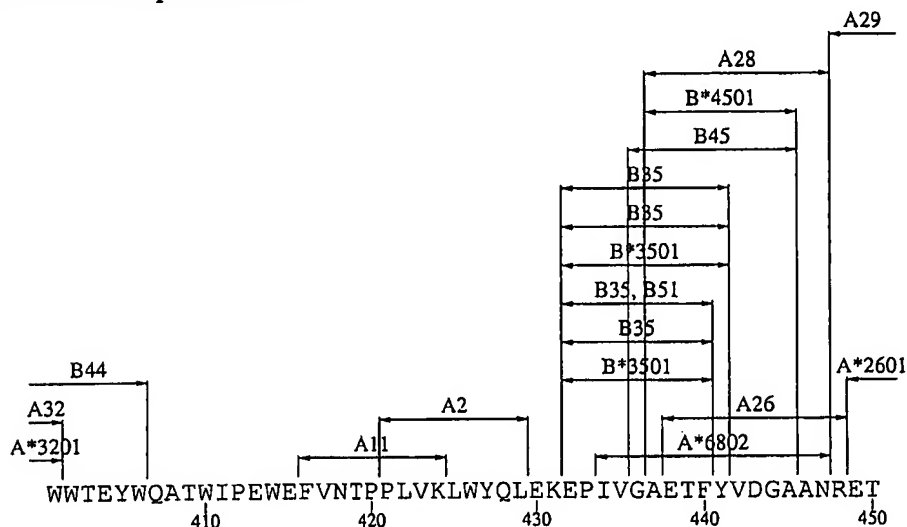 A29
A28
B*4501
B45
B35
B35
B*3501
B35, B51
B35
B44 B*3501 A*2601
A32 A2 A26
A*3201 A11 A*6802
WWTEYWQATWIPEWEFVNTPPLVKLWYQLEKEPIVGAETFYVDGAANRET
410 420 430 440 450